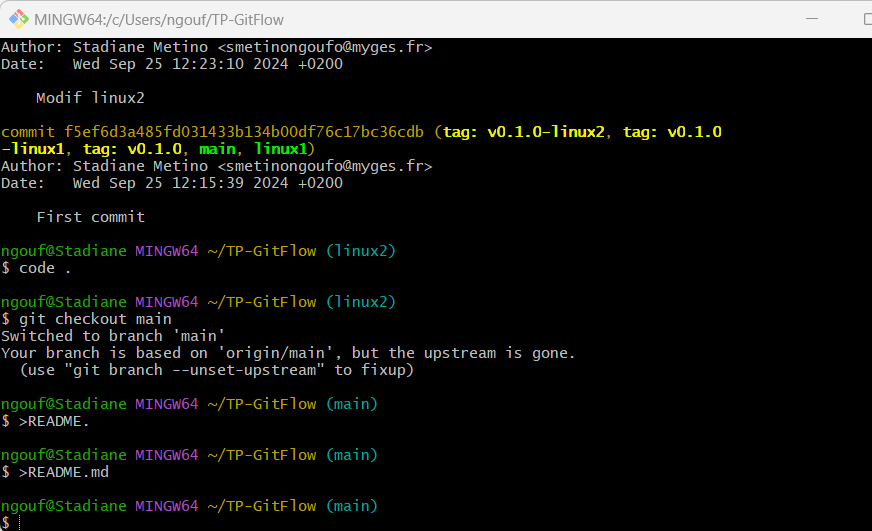 MINGW64:/c/Users/ngouf/TP-GitFlow
Author: Stadiane Metino <smetinongoufo@myges.fr>
Date:   Wed Sep 25 12:23:10 2024 +0200
    Modif linux2
commit f5ef6d3a485fd031433b134b00df76c17bc36cdb (tag: v0.1.0-linux2, tag: v0.1.0
-linux1, tag: v0.1.0, main, linux1)
Author: Stadiane Metino <smetinongoufo@myges.fr>
Date:   Wed Sep 25 12:15:39 2024 +0200
    First commit
ngouf@Stadiane MINGW64 ~/TP-GitFlow (linux2)
$ code .
ngouf@Stadiane MINGW64 ~/TP-GitFlow (linux2)
$ git checkout main
Switched to branch 'main'
Your branch is based on 'origin/main', but the upstream is gone.
  (use "git branch --unset-upstream" to fixup)
ngouf@Stadiane MINGW64 ~/TP-GitFlow (main)
$ >README.
ngouf@Stadiane MINGW64 ~/TP-GitFlow (main)
$ >README.md
ngouf@Stadiane MINGW64 ~/TP-GitFlow (main)
$